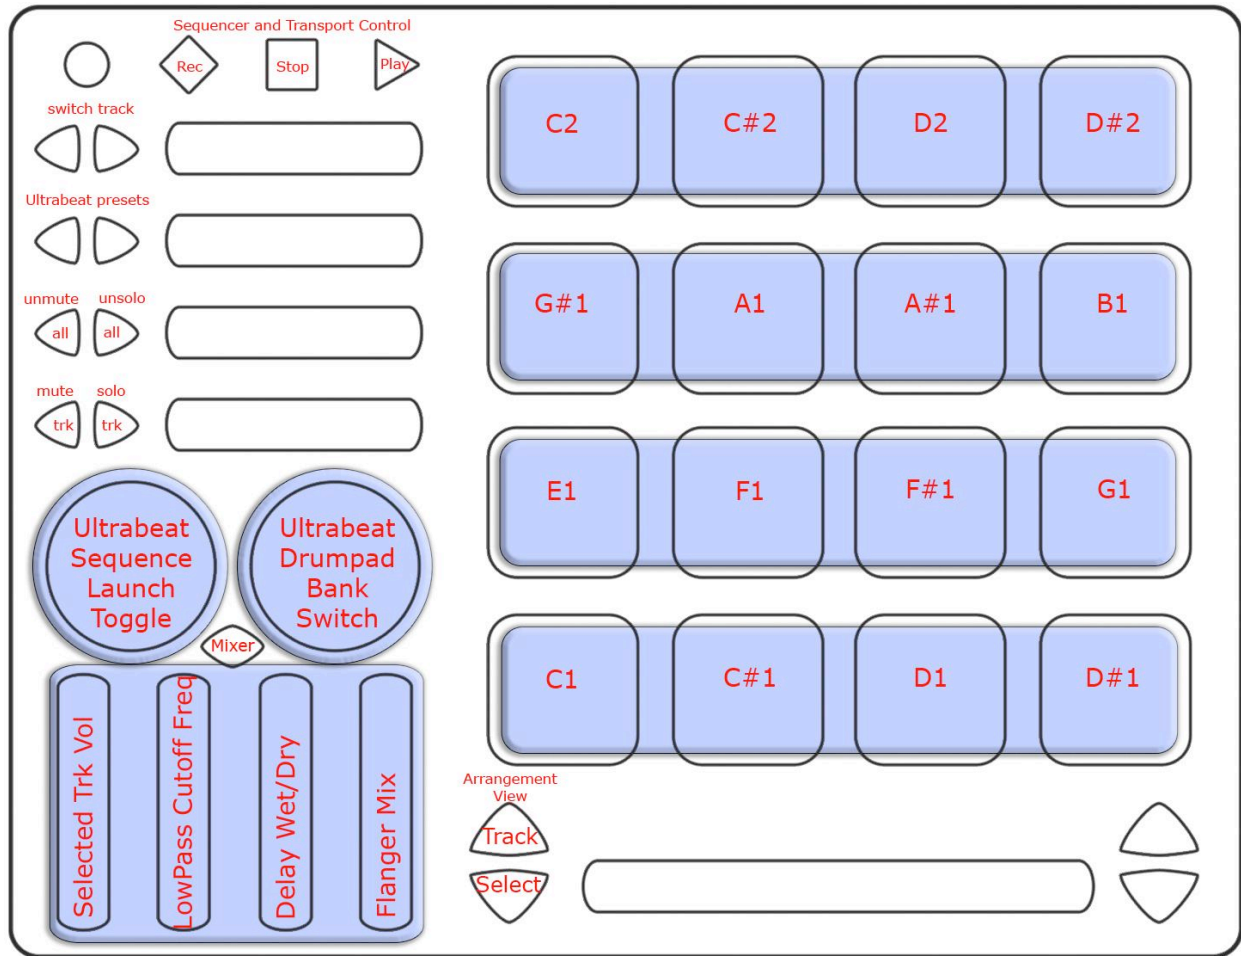 Sequencer and Transport Control
Rec
Stop
Play
switch track
Ultrabeat presets
unmute unsolo
all all
mute solo
trk trk
Ultrabeat
Sequence
Launch
Toggle
Ultrabeat
Drumpad
Bank
Switch
Mixer
Selected Trk Vol
LowPass Cutoff Freq
Delay Wet/Dry
Flanger Mix
C2 C#2 D2 D#2
G#1 A1 A#1 B1
E1 F1 F#1 G1
C1 C#1 D1 D#1
Arrangement
View
Track
Select